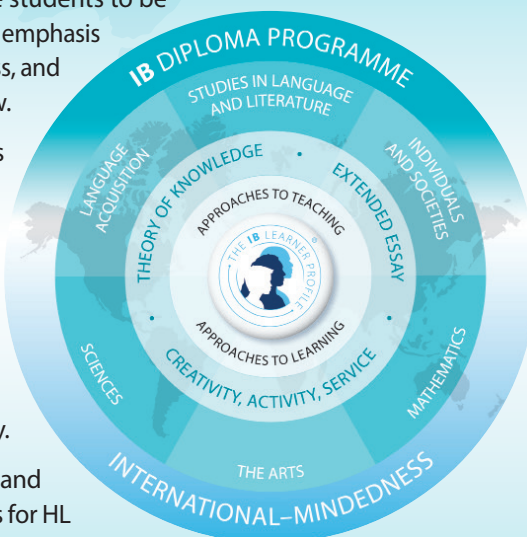 students to be
emphasis
ss, and
w.
s
y.
and
s for HL
IB DIPLOMA PROGRAMME
STUDIES IN LANGUAGE
AND LITERATURE
INDIVIDUALS
AND SOCIETIES
MATHEMATICS
THE ARTS
SCIENCES
LANGUAGE
ACQUISITION
THEORY OF KNOWLEDGE
EXTENDED ESSAY
CREATIVITY, ACTIVITY, SERVICE
APPROACHES TO TEACHING
APPROACHES TO LEARNING
THE IB LEARNER PROFILE
INTERNATIONAL–MINDEDNESS